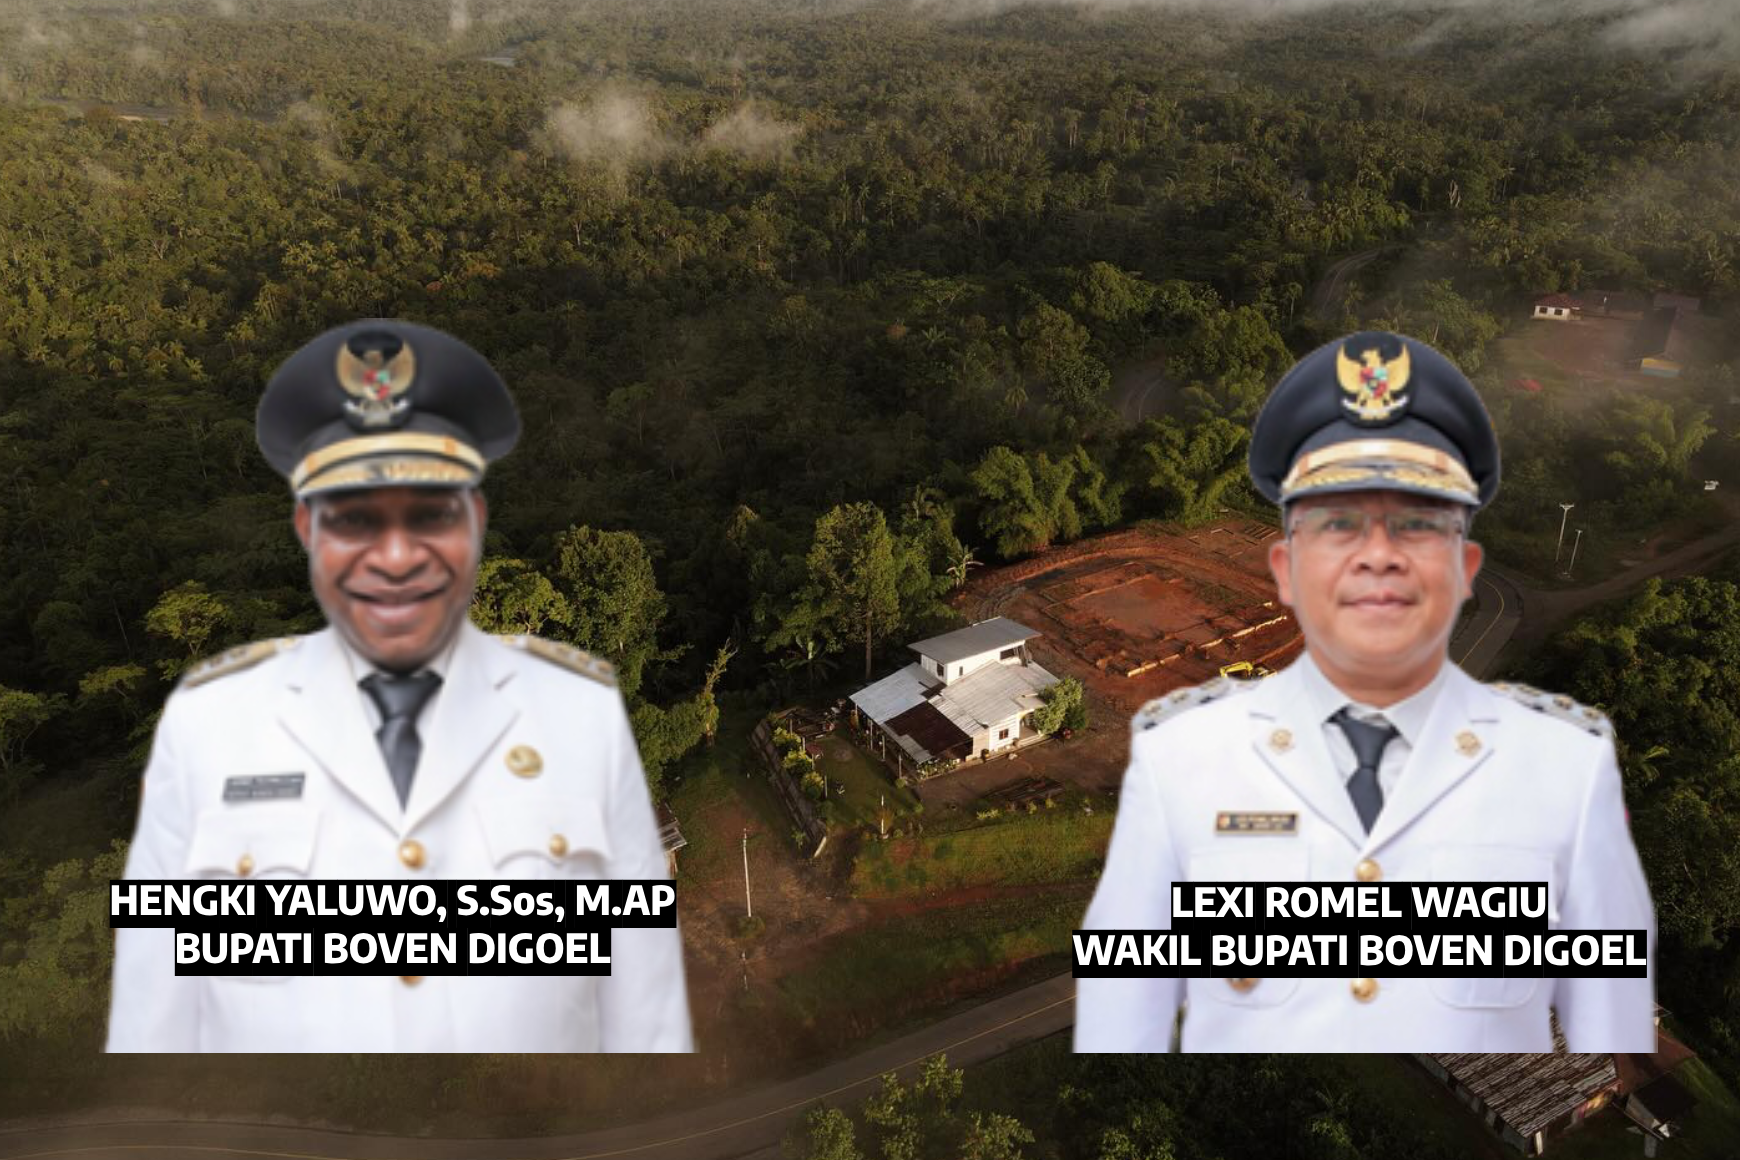 HENGKI YALUWO, S.Sos, M.AP
BUPATI BOVEN DIGOEL
LEXI ROMEL WAGIU
WAKIL BUPATI BOVEN DIGOEL